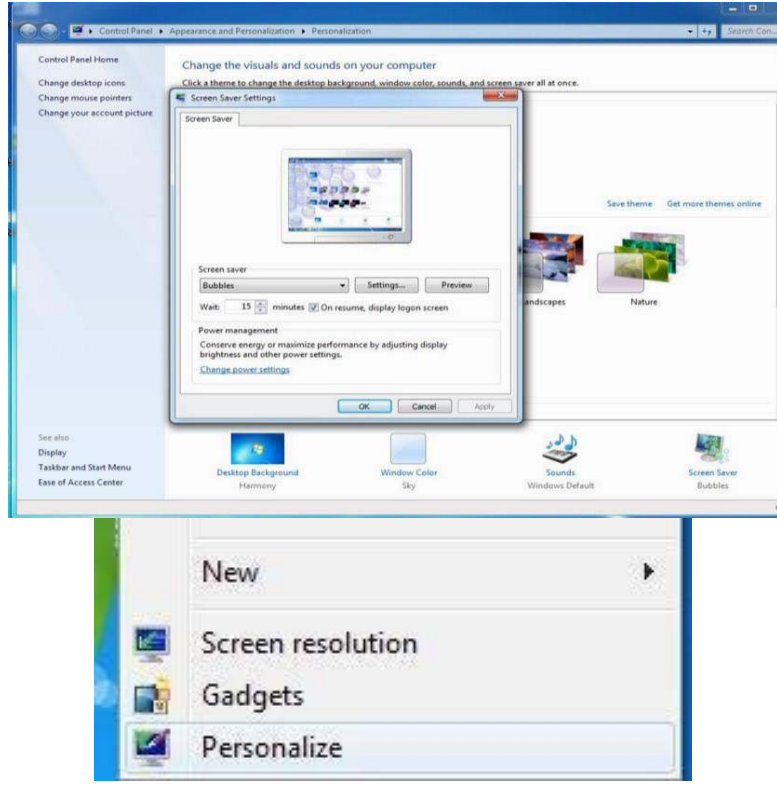 Control Panel ▸ Appearance and Personalization ▸ Personalization
Search Con...
Control Panel Home
Change desktop icons
Change mouse pointers
Change your account picture
Change the visuals and sounds on your computer
Click a theme to change the desktop background, window color, sounds, and screen saver all at once.
Screen Saver Settings
Screen Saver
Save theme Get more themes online
Screen saver
Bubbles Settings... Preview
Wait: 15 minutes On resume, display logon screen
andscapes Nature
Power management
Conserve energy or maximize performance by adjusting display
brightness and other power settings.
Change power settings
OK Cancel Apply
See also
Display
Taskbar and Start Menu
Ease of Access Center
Desktop Background Window Color Sounds Screen Saver
Harmony Sky Windows Default Bubbles
New
Screen resolution
Gadgets
Personalize